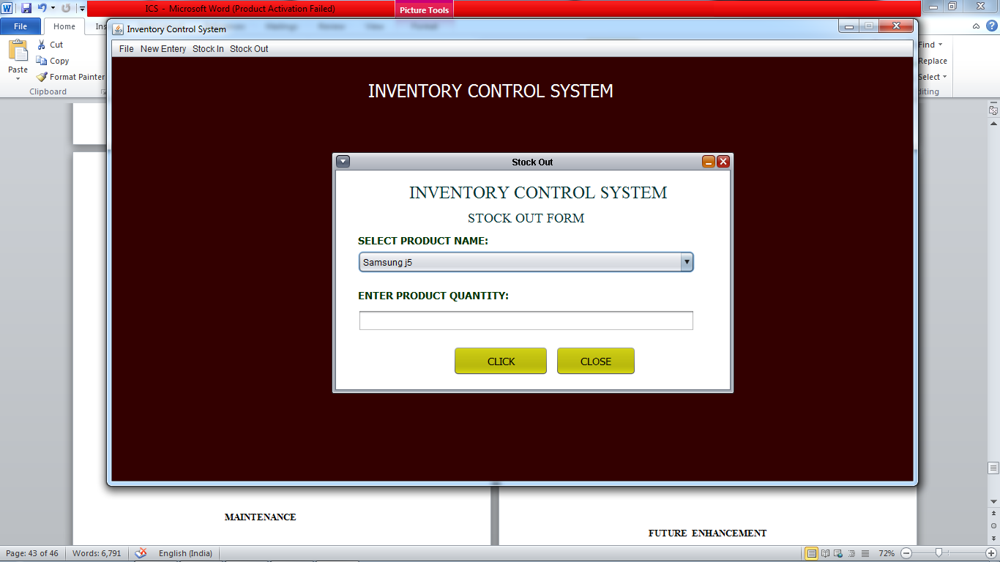 ICS - Microsoft Word (Product Activation Failed)
Picture Tools
File
Home
Ins
Inventory Control System
File New Entery Stock In Stock Out
Paste
Cut
Copy
Format Painter
Clipboard
Find
Replace
Select
diting
INVENTORY CONTROL SYSTEM
Stock Out
INVENTORY CONTROL SYSTEM
STOCK OUT FORM
SELECT PRODUCT NAME:
Samsung j5
ENTER PRODUCT QUANTITY:
CLICK
CLOSE
MAINTENANCE
FUTURE ENHANCEMENT
Page: 43 of 46
Words: 6,791
English (India)
72%